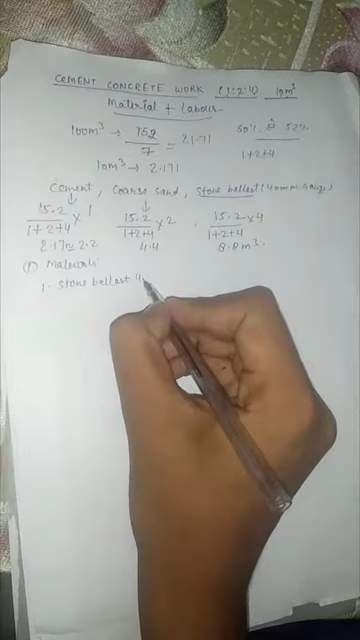 CEMENT CONCRETE WORK (1:2:4) 10m³
Material + Labour
100m³ → 152/7 = 21.71 50% & 52% / 1+2+4
10m³ → 2.171
Cement, Coarse sand, Stone ballast (40mm Gauge)
15.2/1+2+4 × 1 15.2/1+2+4 × 2 , 15.2×4/1+2+4
2.17≈2.2 4.4 8.8m³.
① Materials
1. Stone ballast 4